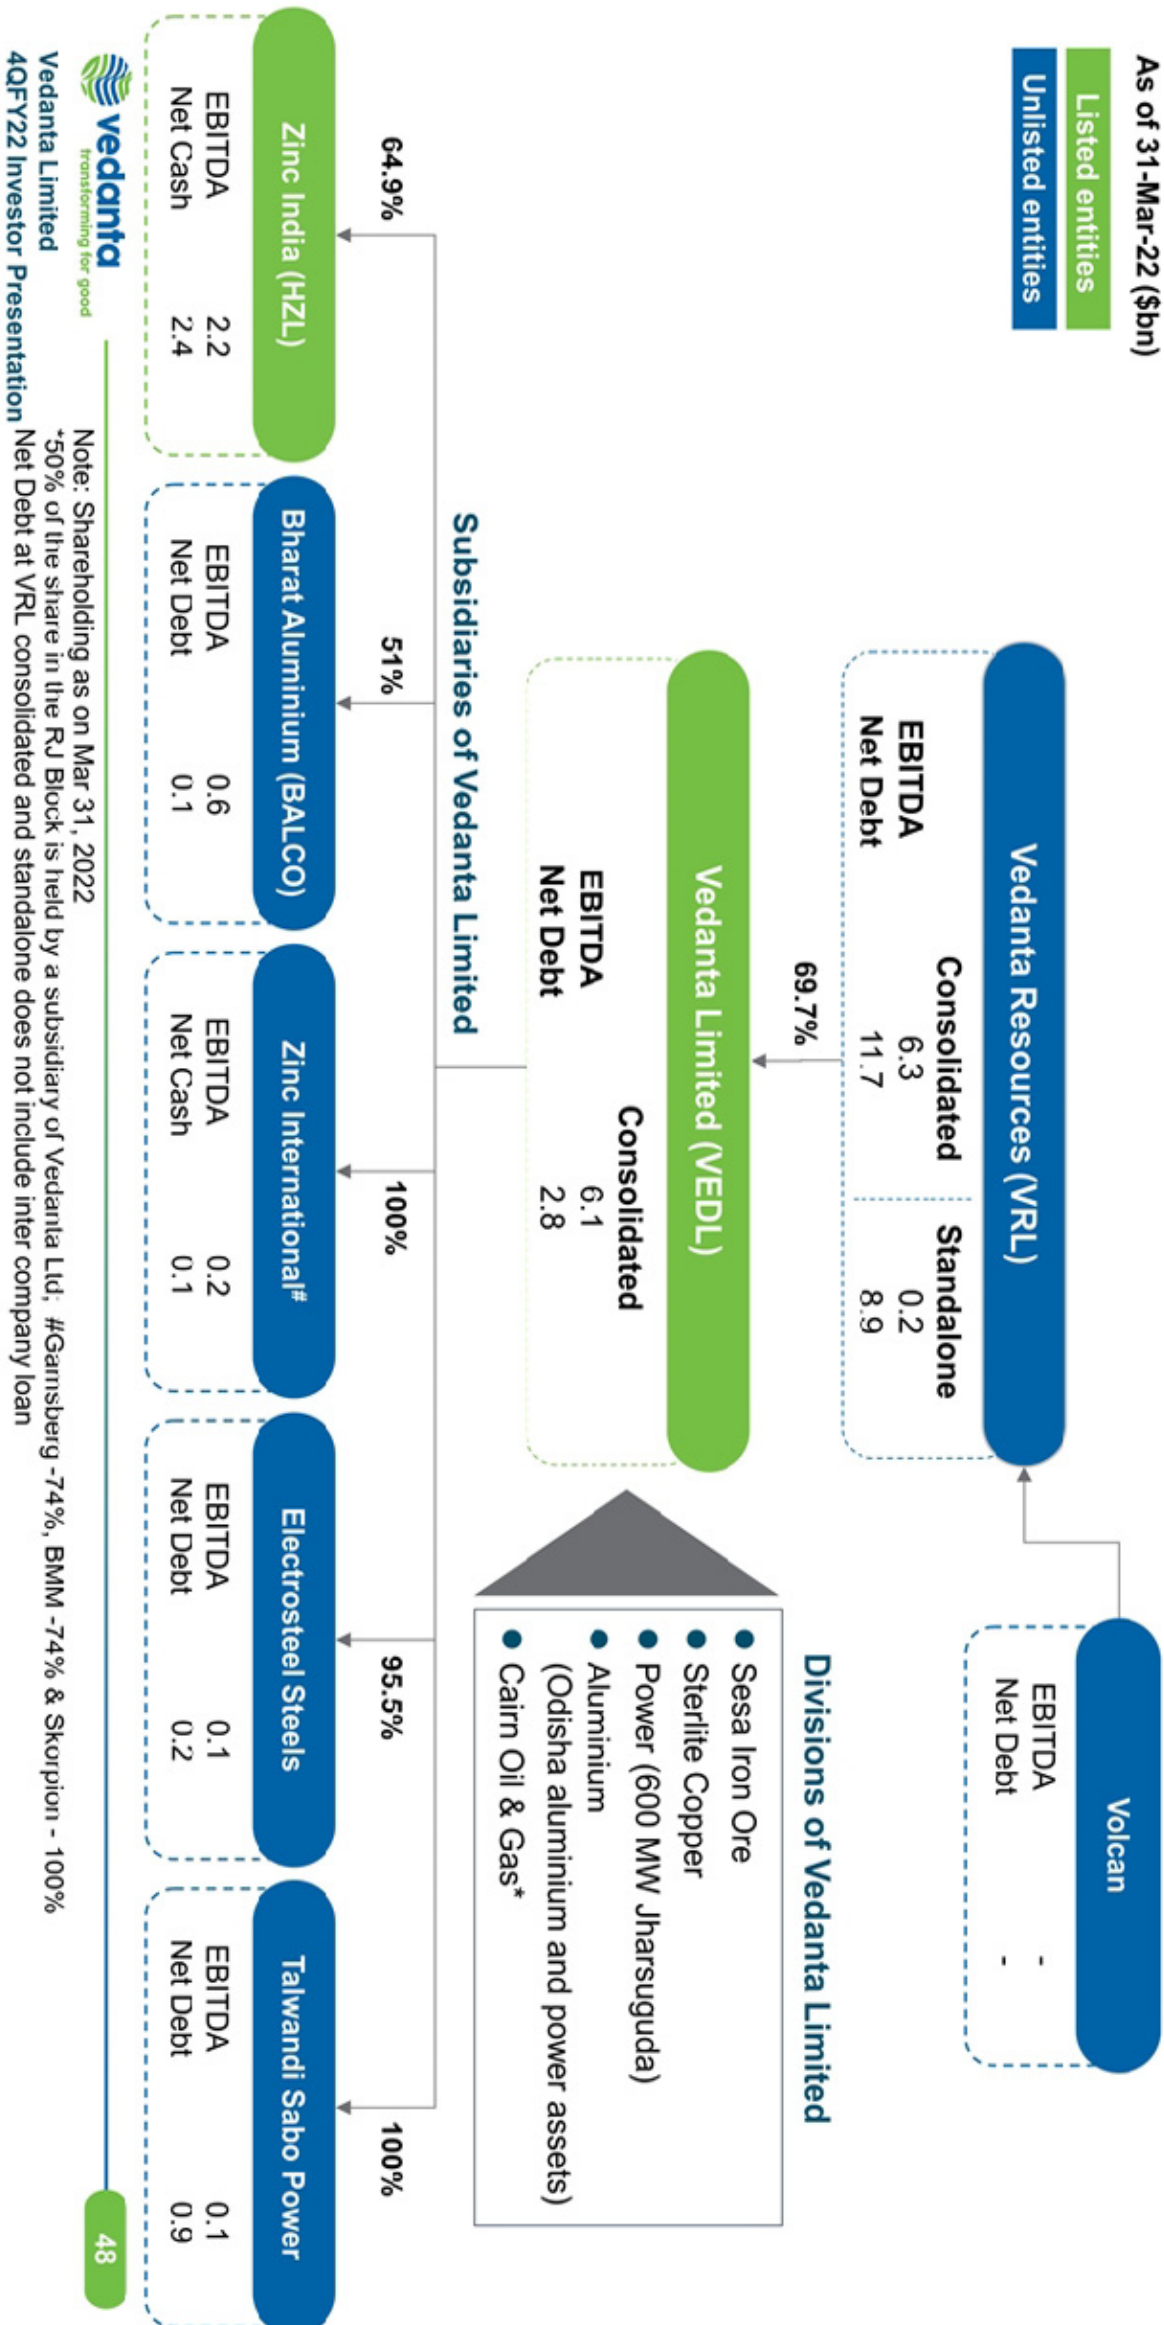 As of 31-Mar-22 ($bn)
Listed entities
Unlisted entities
Volcan
EBITDA -
Net Debt -
Vedanta Resources (VRL)
Consolidated Standalone
EBITDA 6.3 0.2
Net Debt 11.7 8.9
69.7%
Divisions of Vedanta Limited
Sesa Iron Ore
Sterlite Copper
Power (600 MW Jharsuguda)
Aluminium
(Odisha aluminium and power assets)
Cairn Oil & Gas*
Vedanta Limited (VEDL)
Consolidated
EBITDA 6.1
Net Debt 2.8
Subsidiaries of Vedanta Limited
64.9% 51% 100% 95.5% 100%
Zinc India (HZL)
EBITDA 2.2
Net Cash 2.4
Bharat Aluminium (BALCO)
EBITDA 0.6
Net Debt 0.1
Zinc International#
EBITDA 0.2
Net Cash 0.1
Electrosteel Steels
EBITDA 0.1
Net Debt 0.2
Talwandi Sabo Power
EBITDA 0.1
Net Debt 0.9
vedanta
transforming for good
Vedanta Limited
4QFY22 Investor Presentation
Note: Shareholding as on Mar 31, 2022
*50% of the share in the RJ Block is held by a subsidiary of Vedanta Ltd; #Gamsberg -74%, BMM -74% & Skorpion - 100%
Net Debt at VRL consolidated and standalone does not include inter company loan
48